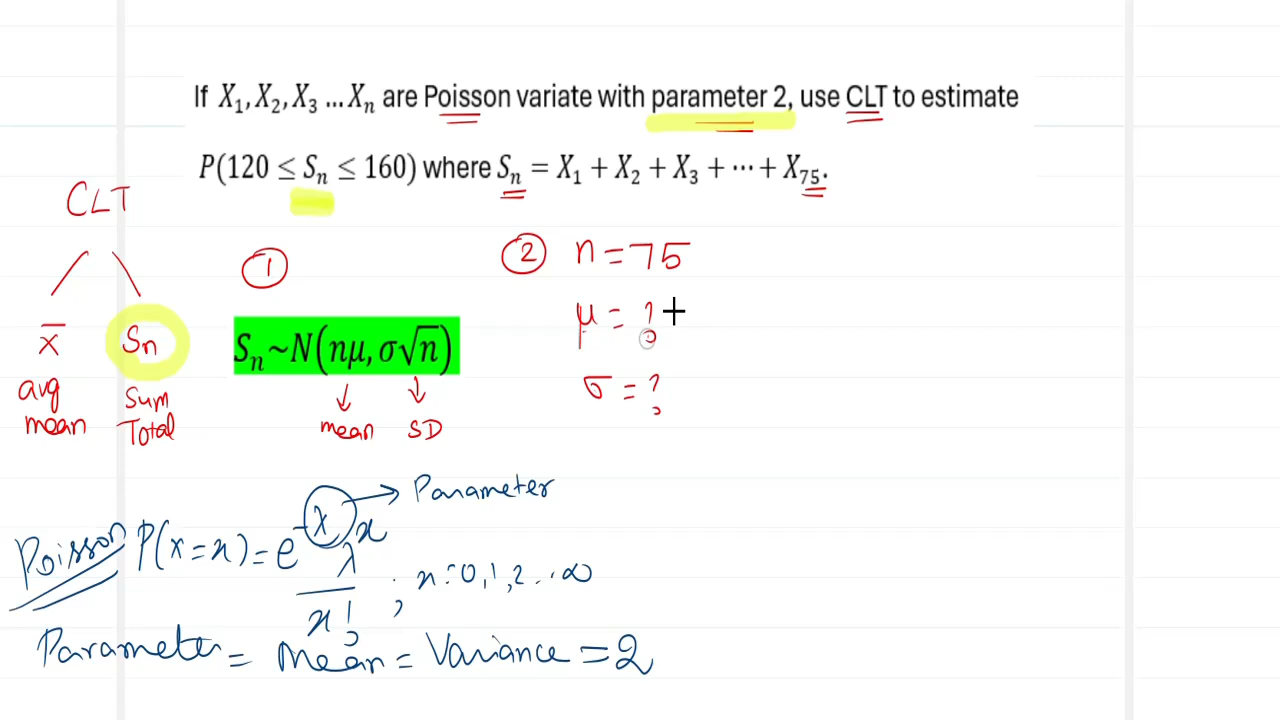 If X₁, X₂, X₃ ... Xₙ are Poisson variate with parameter 2, use CLT to estimate
P(120 ≤ Sₙ ≤ 160) where Sₙ = X₁ + X₂ + X₃ + ⋯ + X₇₅.
CLT
x̄
avg
mean
Sₙ
Sum
Total
①
Sₙ~N(nμ, σ√n)
mean SD
② n = 75
μ = ?
σ = ?
Poisson P(x=x) = e^-λ λ^x / x! ; x = 0, 1, 2 ... ∞
Parameter
Parameter = Mean = Variance = 2